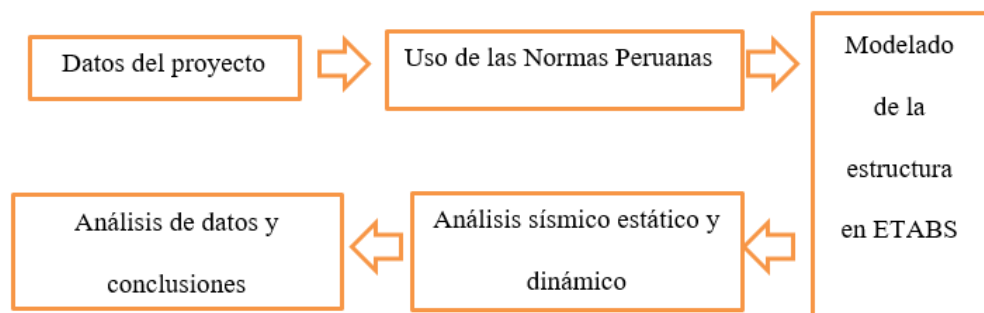 Datos del proyecto
Uso de las Normas Peruanas
Modelado
de la
estructura
en ETABS
Análisis sísmico estático y
dinámico
Análisis de datos y
conclusiones